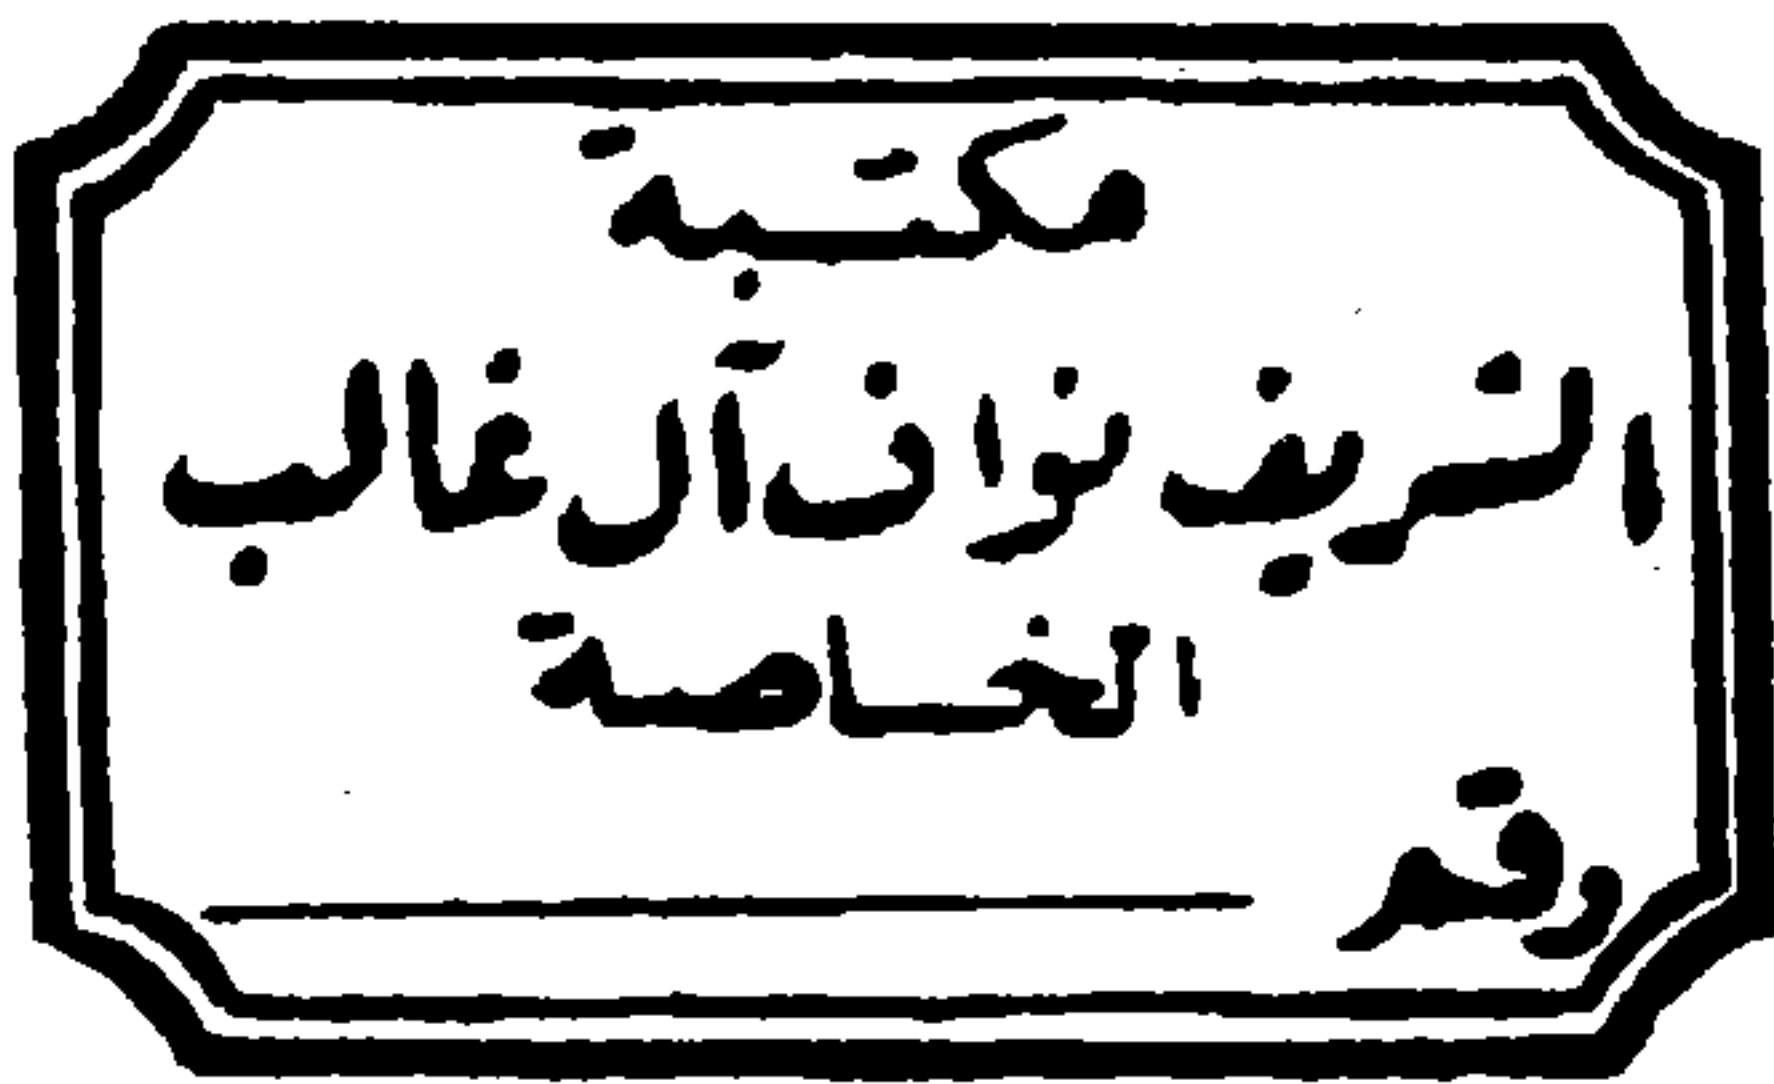 مكتبة
الشريف نواف آل غالب
الخاصة
رقم